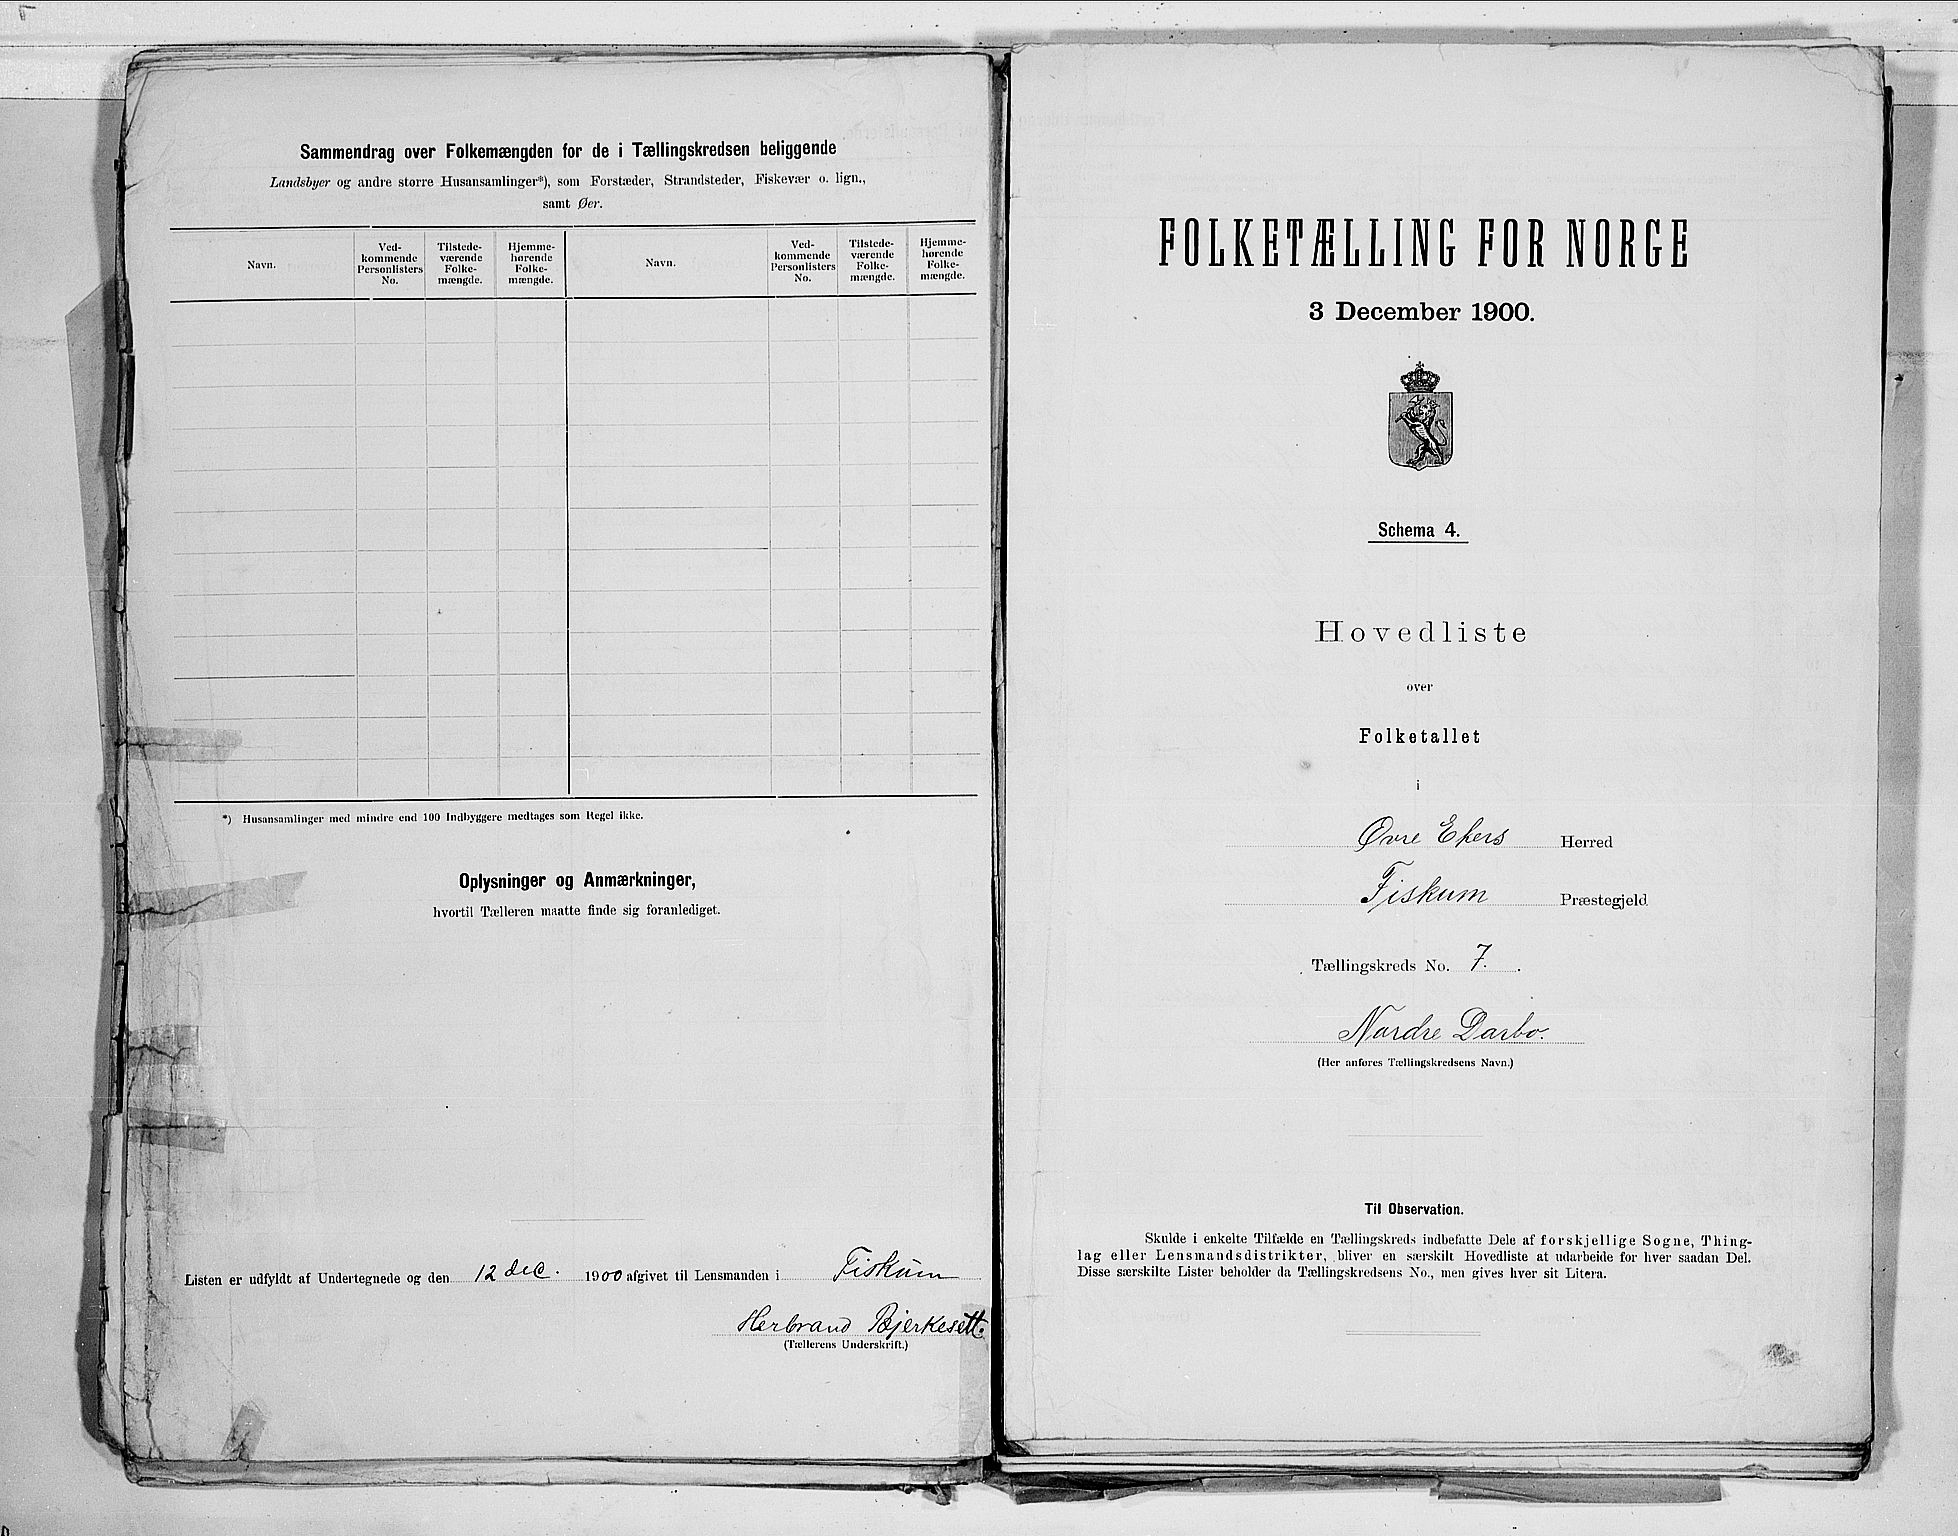 Sammendrag over Folkemængden for de i Tællingskredsen beliggende
Landsbyer og andre større Husansamlinger*), som Forstæder, Strandsteder, Fiskevær o. lign.,
samt Øer.
Navn.
Ved-
kommende
Personlisters
No.
Tilstede-
værende
Folke-
mængde.
Hjemme-
hørende
Folke-
mængde.
Navn.
Ved-
kommende
Personlisters
No.
Tilstede-
værende
Folke-
mængde.
Hjemme-
hørende
Folke-
mængde.
*) Husansamlinger med mindre end 100 Indbyggere medtages som Regel ikke.
Oplysninger og Anmærkninger,
hvortil Tælleren maatte finde sig foranlediget.
Listen er udfyldt af Undertegnede og den 12 dec. 1900 afgivet til Lensmanden i Fiskum
Herbrand Bjerkesett.
(Tællerens Underskrift.)
FOLKETÆLLING FOR NORGE
3 December 1900.
Schema 4.
Hovedliste
over
Folketallet
i
Øvre Ekers Herred
Fiskum Præstegjeld
Tællingskreds No. 7.
Nordre Darbo.
(Her anføres Tællingskredsens Navn.)
Til Observation.
Skulde i enkelte Tilfælde en Tællingskreds indbefatte Dele af forskjellige Sogne, Thing-
lag eller Lensmandsdistrikter, bliver en særskilt Hovedliste at udarbeide for hver saadan Del.
Disse særskilte Lister beholder da Tællingskredsens No., men gives hver sit Litera.